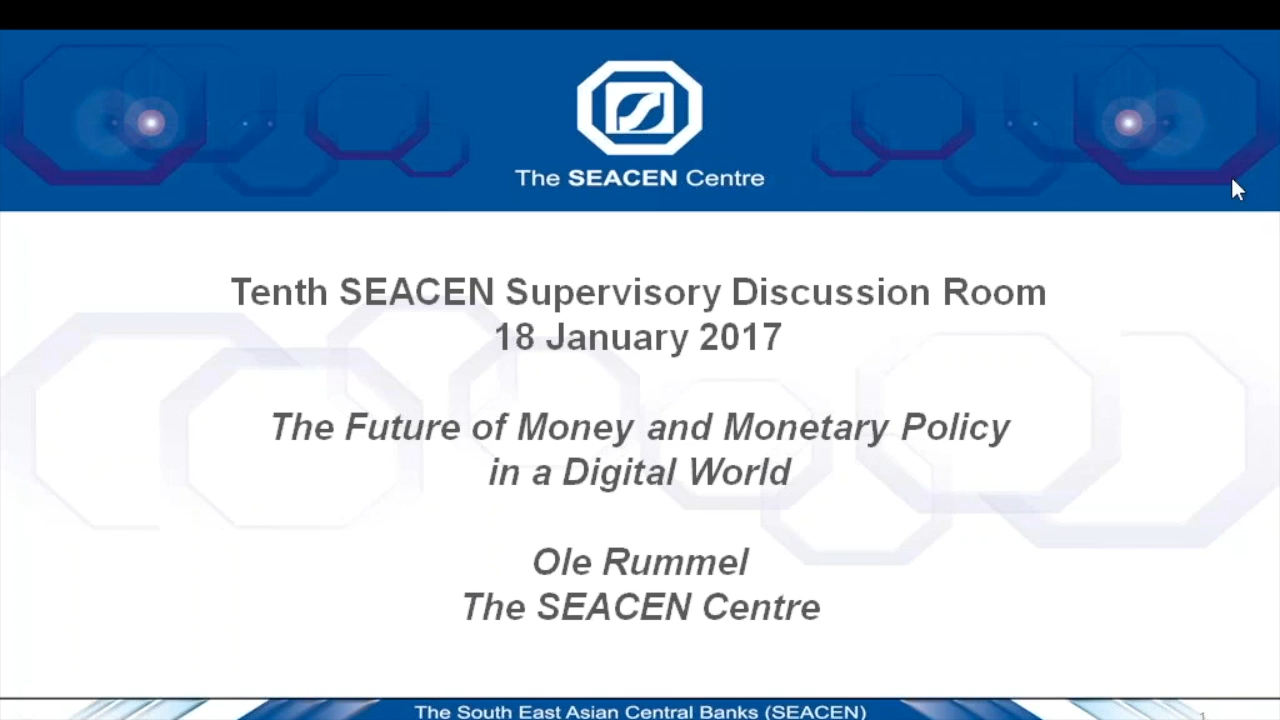 The SEACEN Centre
Tenth SEACEN Supervisory Discussion Room
18 January 2017
The Future of Money and Monetary Policy
in a Digital World
Ole Rummel
The SEACEN Centre
The South East Asian Central Banks (SEACEN)
1